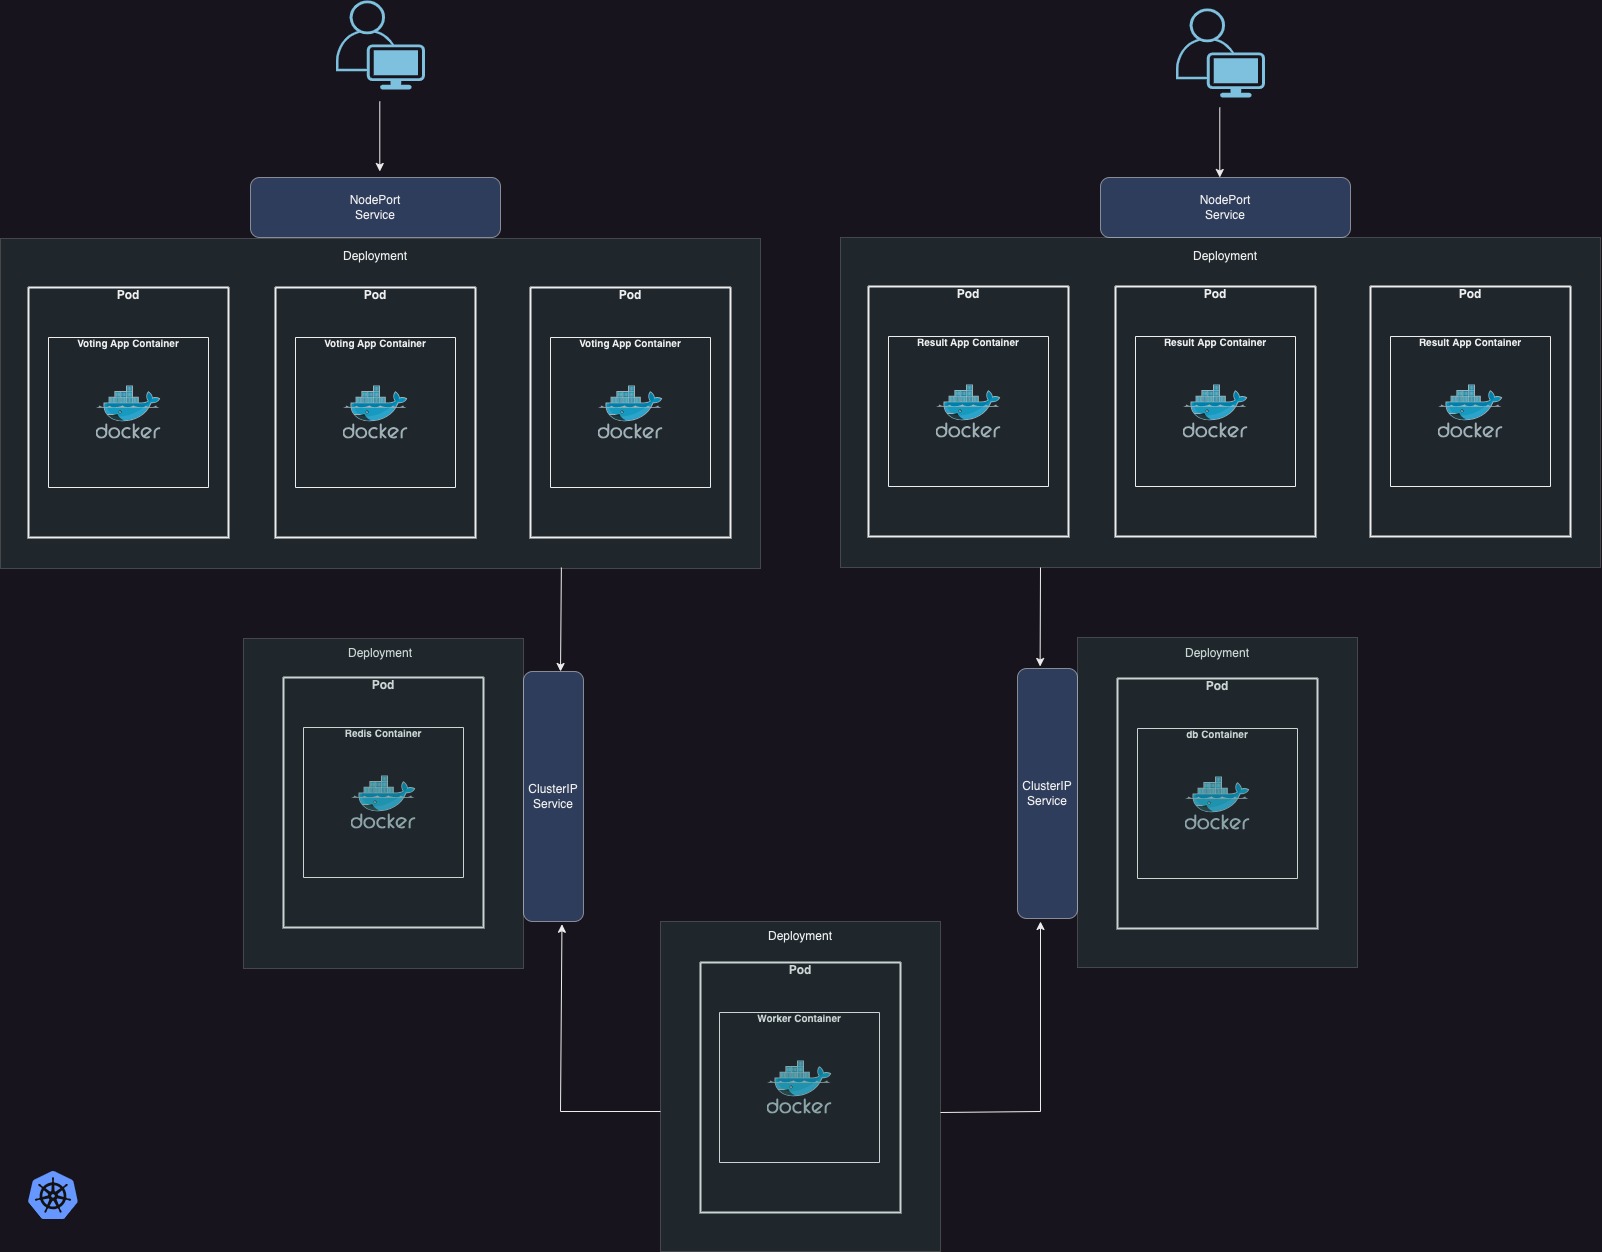 NodePort
Service
NodePort
Service
Deployment
Deployment
Pod
Pod
Pod
Pod
Pod
Pod
Voting App Container
Voting App Container
Voting App Container
Result App Container
Result App Container
Result App Container
docker
docker
docker
docker
docker
docker
Deployment
Deployment
Pod
Pod
Redis Container
db Container
ClusterIP
Service
ClusterIP
Service
docker
docker
Deployment
Pod
Worker Container
docker